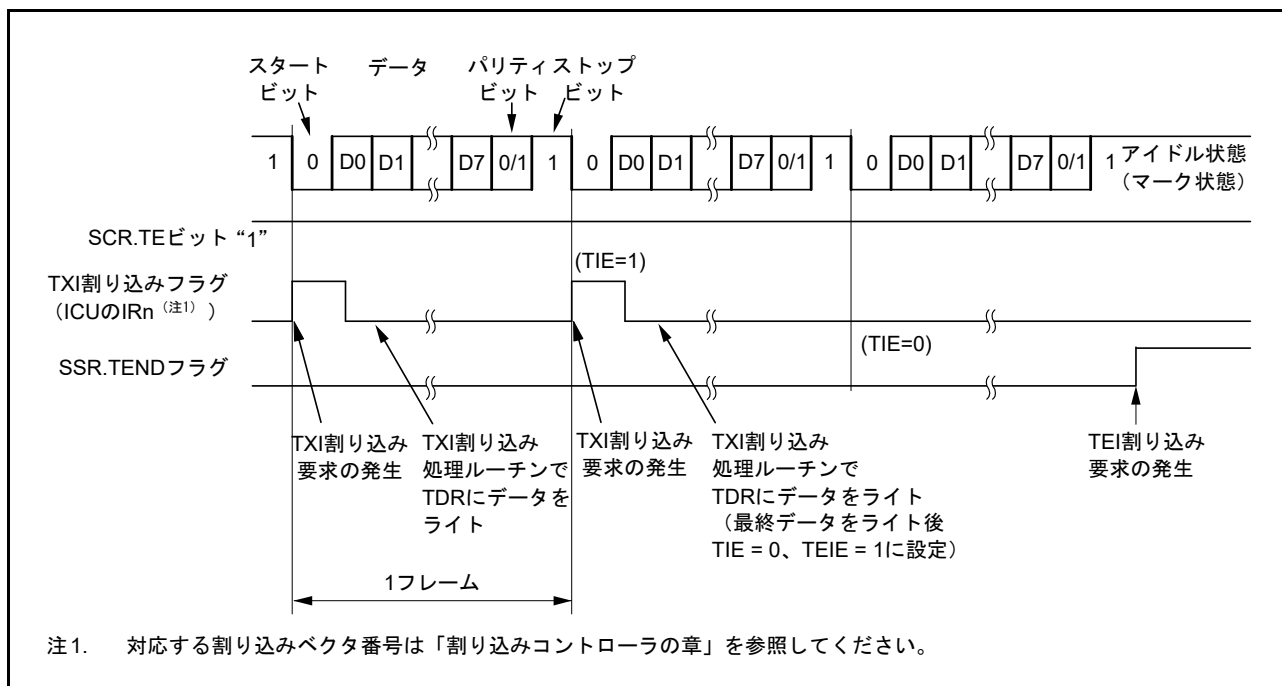 スタート
ビット
データ
パリティ
ビット
ストップ
ビット
1 0 D0 D1 D7 0/1 1 0 D0 D1 D7 0/1 1 0 D0 D1 D7 0/1 1 アイドル状態
（マーク状態）
SCR.TEビット “1”
TXI割り込みフラグ
（ICUのIRn（注1））
(TIE=1)
(TIE=0)
SSR.TENDフラグ
TXI割り込み
要求の発生
TXI割り込み
処理ルーチンで
TDRにデータを
ライト
TXI割り込み
要求の発生
TXI割り込み
処理ルーチンで
TDRにデータをライト
（最終データをライト後
TIE = 0、TEIE = 1に設定）
TEI割り込み
要求の発生
1フレーム
注1. 対応する割り込みベクタ番号は「割り込みコントローラの章」を参照してください。